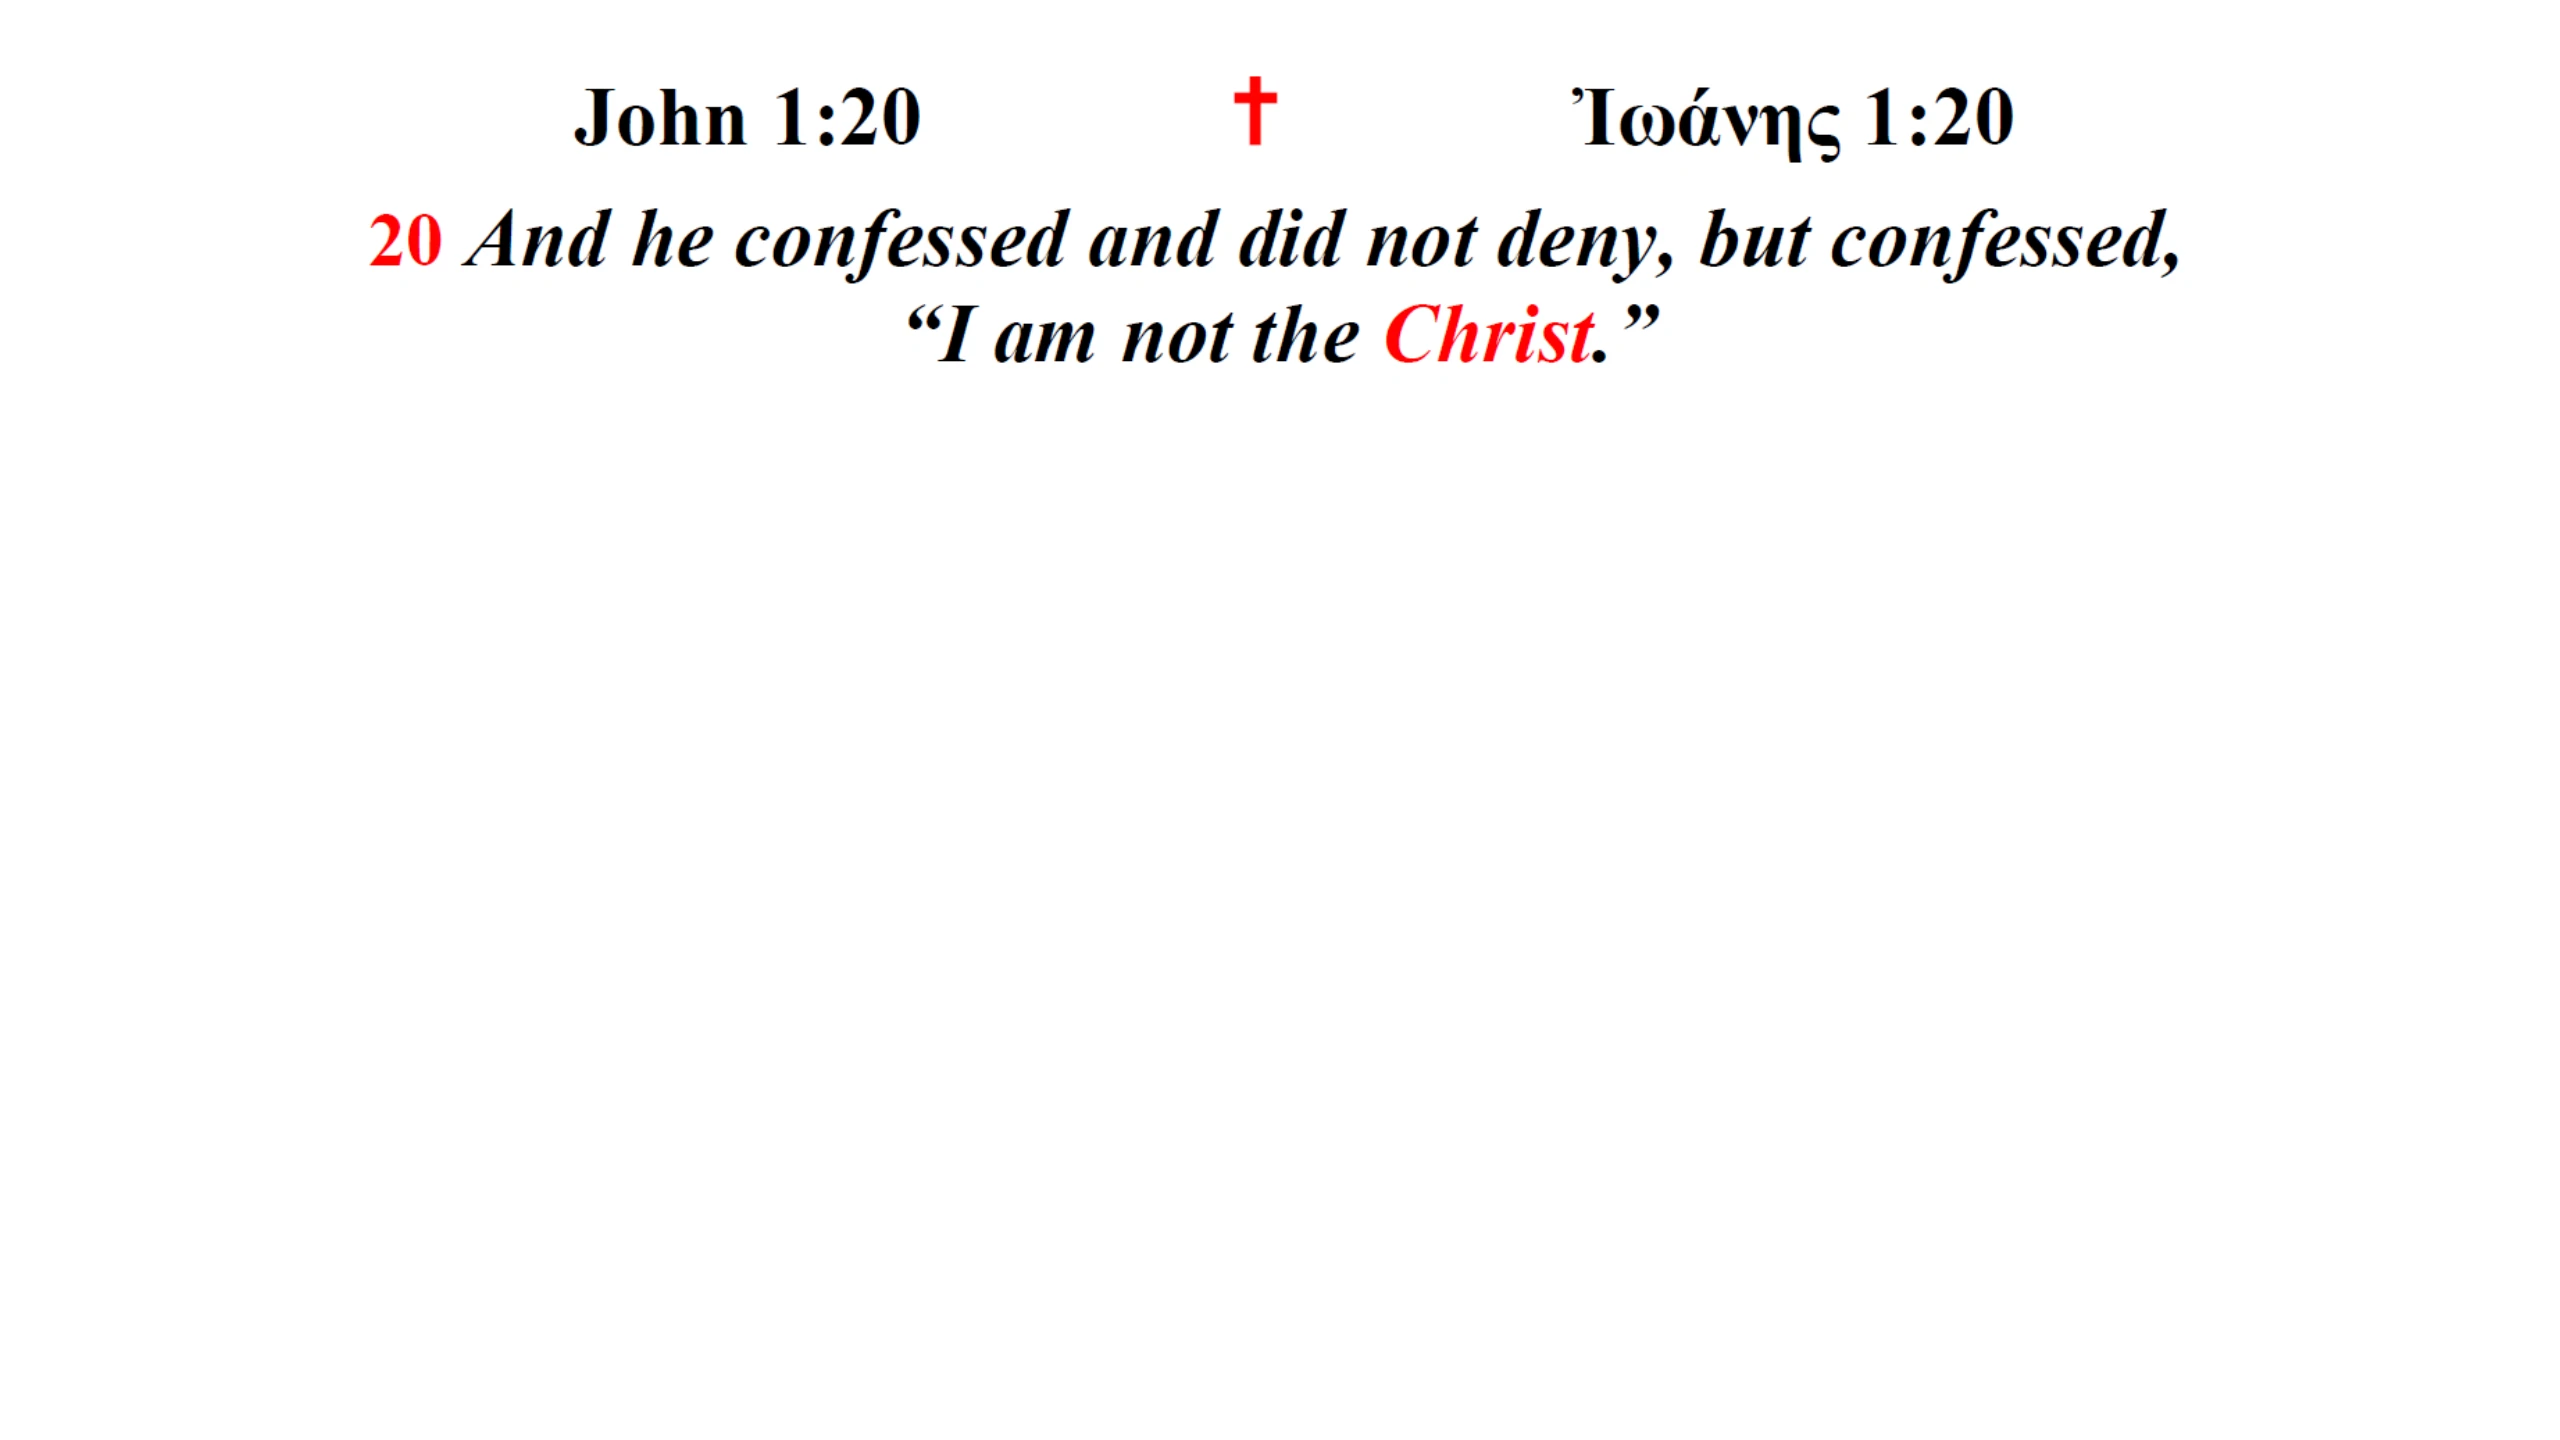 John 1:20 ✝ Ἰωάνης 1:20
20 And he confessed and did not deny, but confessed,
“I am not the Christ.”